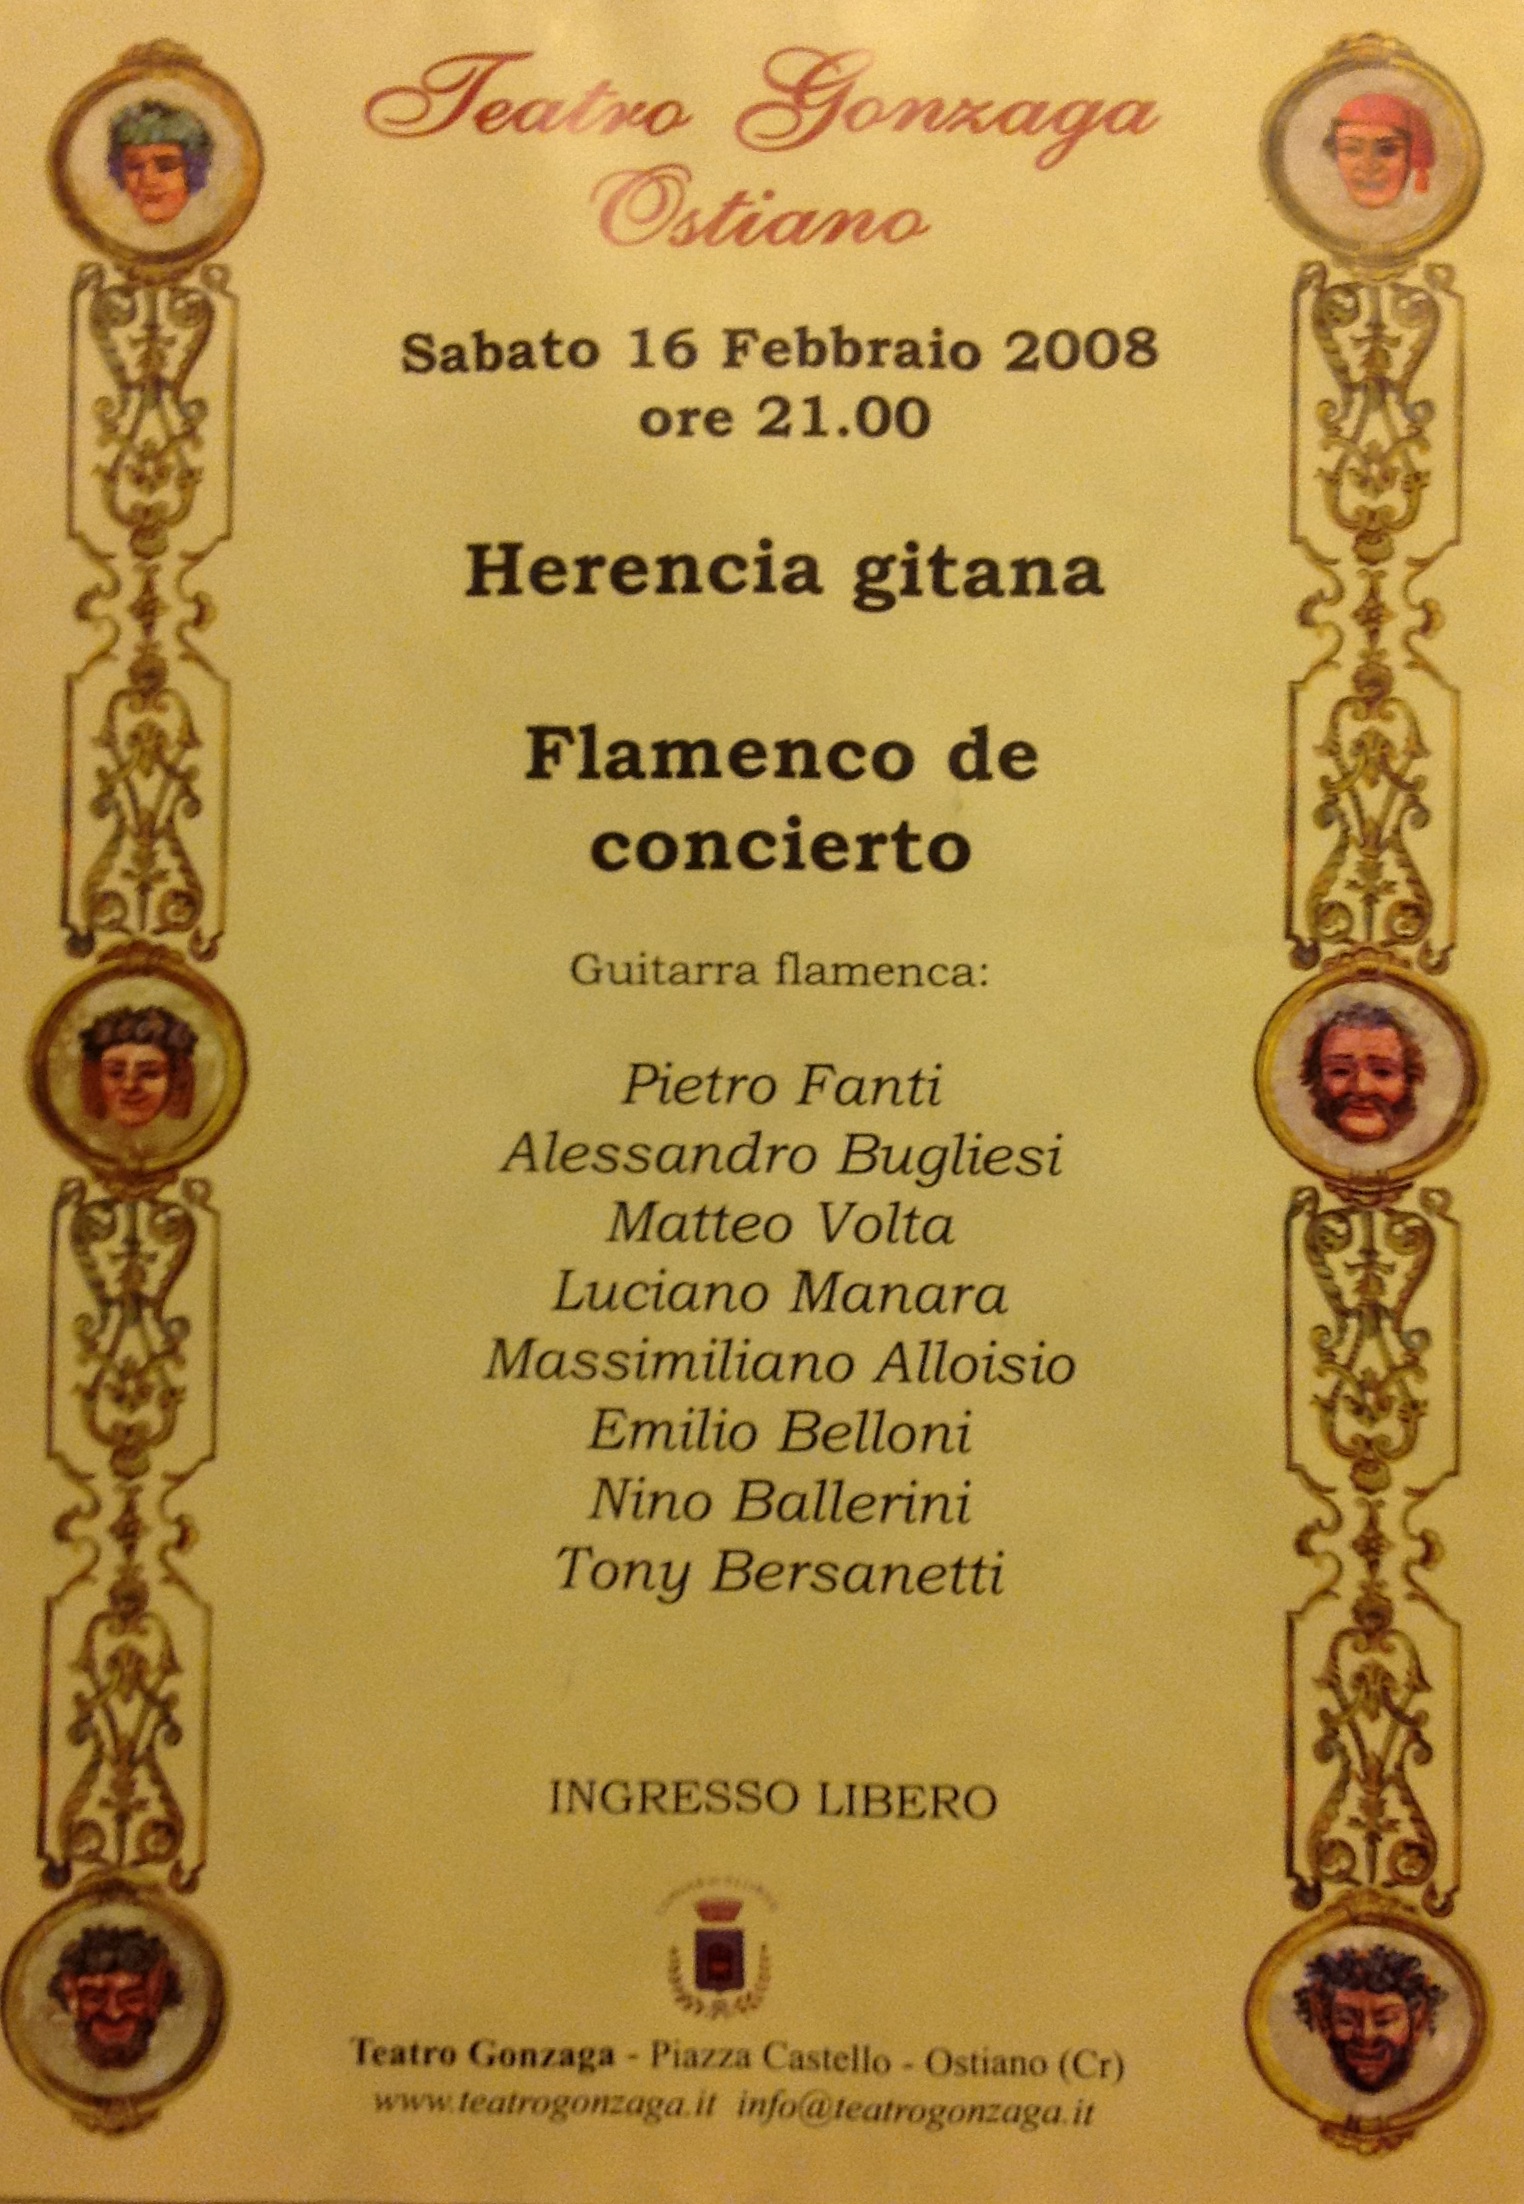 Teatro Gonzaga
Ostiano
Sabato 16 Febbraio 2008
ore 21.00
Herencia gitana
Flamenco de
concierto
Guitarra flamenca:
Pietro Fanti
Alessandro Bugliesi
Matteo Volta
Luciano Manara
Massimiliano Alloisio
Emilio Belloni
Nino Ballerini
Tony Bersanetti
INGRESSO LIBERO
Teatro Gonzaga - Piazza Castello - Ostiano (Cr)
www.teatrogonzaga.it info@teatrogonzaga.it